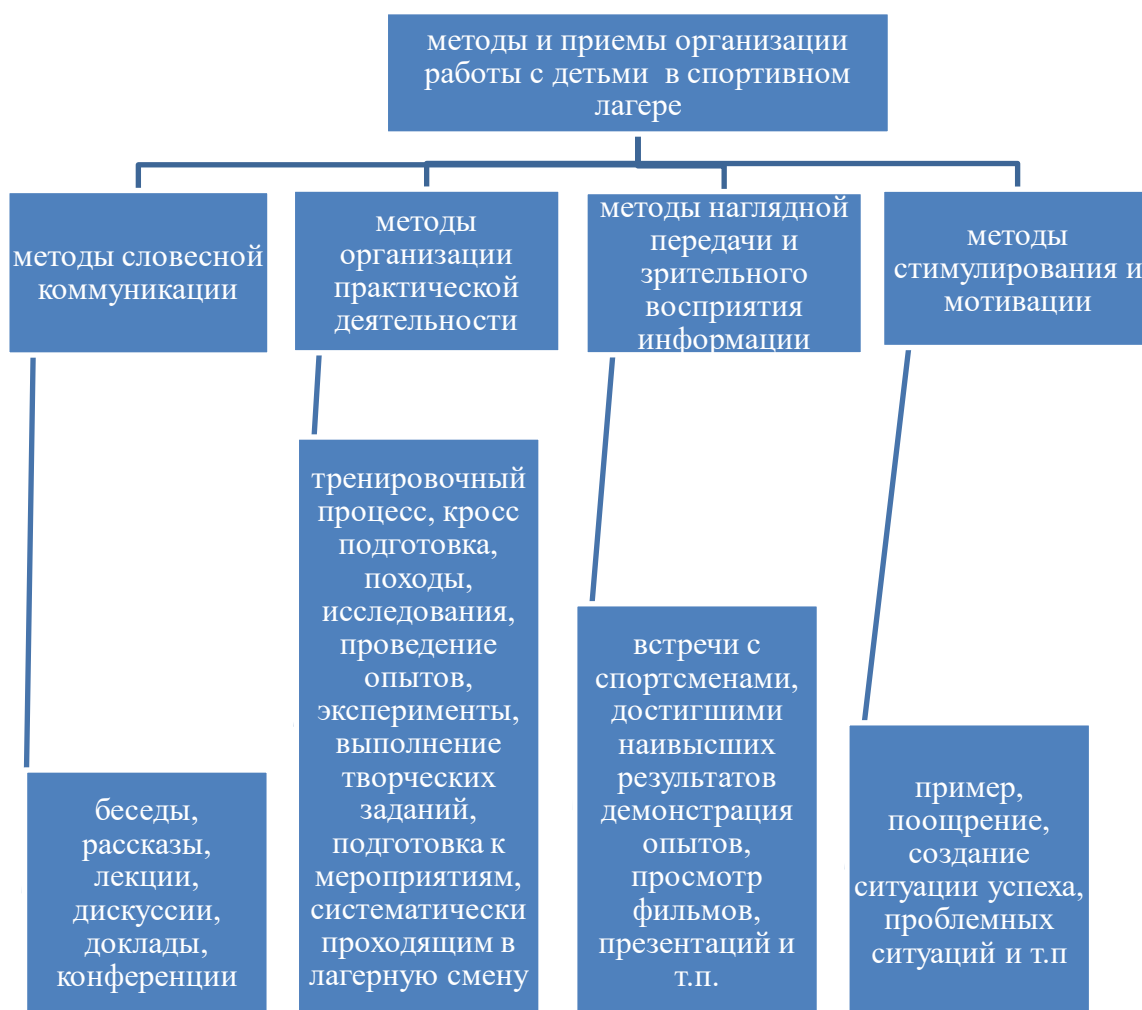 методы и приемы организации
работы с детьми в спортивном
лагере
методы словесной
коммуникации
методы
организации
практической
деятельности
методы наглядной
передачи и
зрительного
восприятия
информации
методы
стимулирования и
мотивации
беседы,
рассказы,
лекции,
дискуссии,
доклады,
конференции
тренировочный
процесс, кросс
подготовка,
походы,
исследования,
проведение
опытов,
эксперименты,
выполнение
творческих
заданий,
подготовка к
мероприятиям,
систематически
проходящим в
лагерную смену
встречи с
спортсменами,
достигшими
наивысших
результатов
демонстрация
опытов,
просмотр
фильмов,
презентаций и
т.п.
пример,
поощрение,
создание
ситуации успеха,
проблемных
ситуаций и т.п